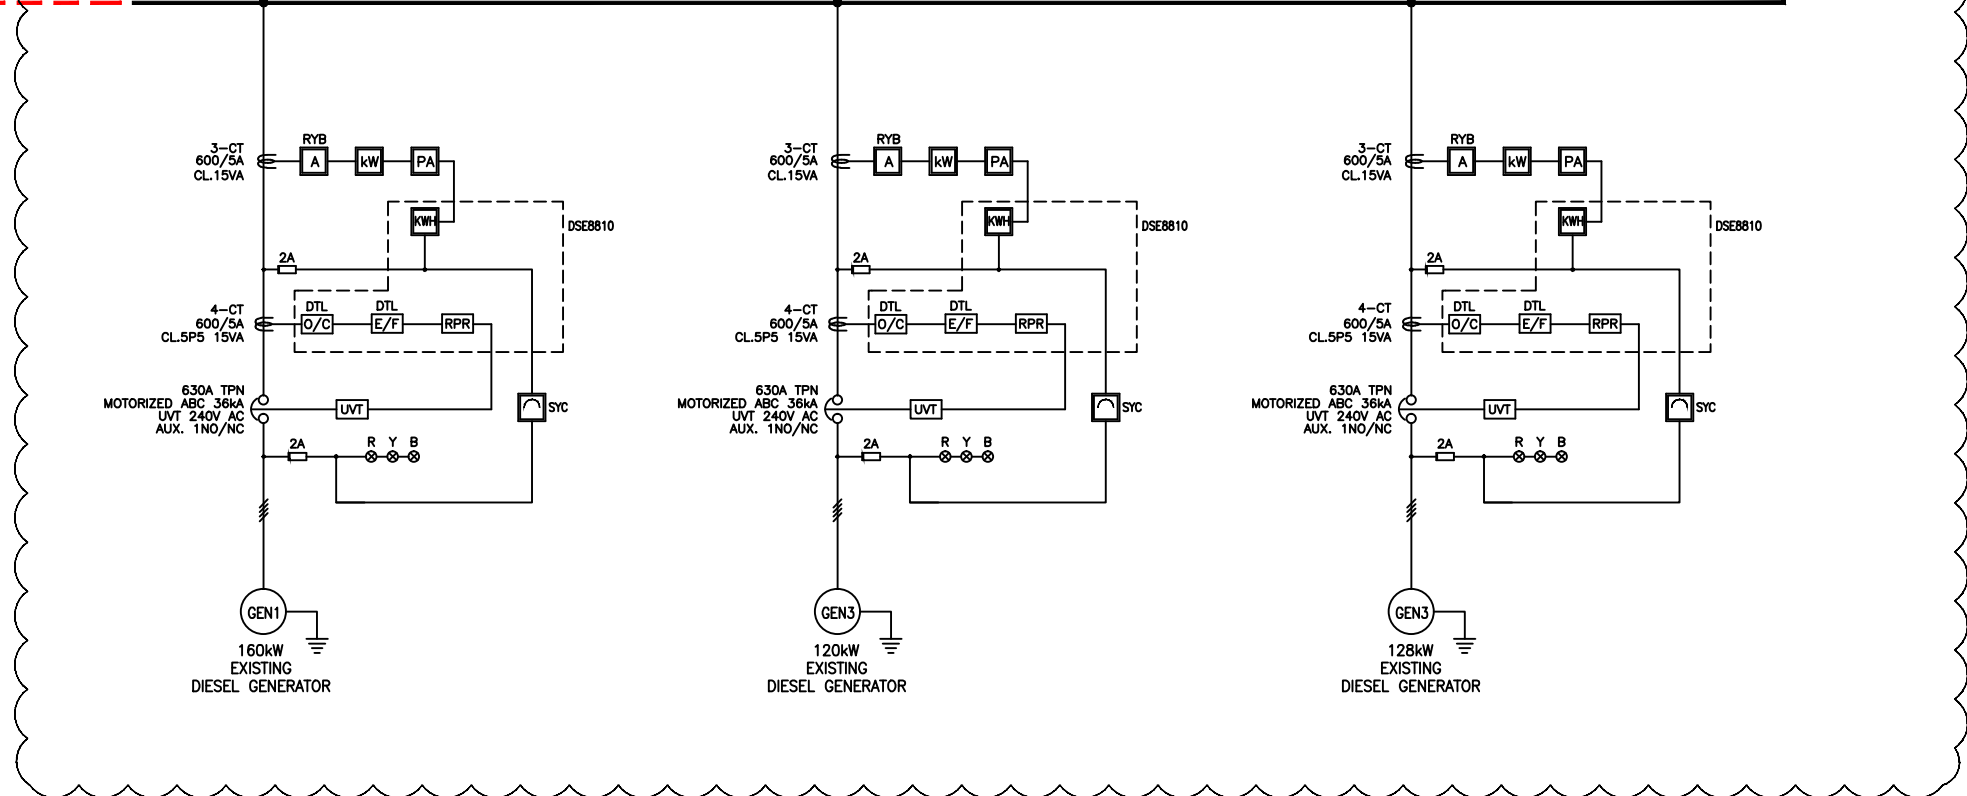 3-CT
600/5A
CL.15VA
RYB
A
kW
PA
KWH
DSE8810
2A
4-CT
600/5A
CL.5P5 15VA
DTL
O/C
DTL
E/F
RPR
630A TPN
MOTORIZED ABC 36kA
UVT 240V AC
AUX. 1NO/NC
UVT
SYC
2A
R Y B
GEN1
160kW
EXISTING
DIESEL GENERATOR
3-CT
600/5A
CL.15VA
RYB
A
kW
PA
KWH
DSE8810
2A
4-CT
600/5A
CL.5P5 15VA
DTL
O/C
DTL
E/F
RPR
630A TPN
MOTORIZED ABC 36kA
UVT 240V AC
AUX. 1NO/NC
UVT
SYC
2A
R Y B
GEN3
120kW
EXISTING
DIESEL GENERATOR
3-CT
600/5A
CL.15VA
RYB
A
kW
PA
KWH
DSE8810
2A
4-CT
600/5A
CL.5P5 15VA
DTL
O/C
DTL
E/F
RPR
630A TPN
MOTORIZED ABC 36kA
UVT 240V AC
AUX. 1NO/NC
UVT
SYC
2A
R Y B
GEN3
128kW
EXISTING
DIESEL GENERATOR